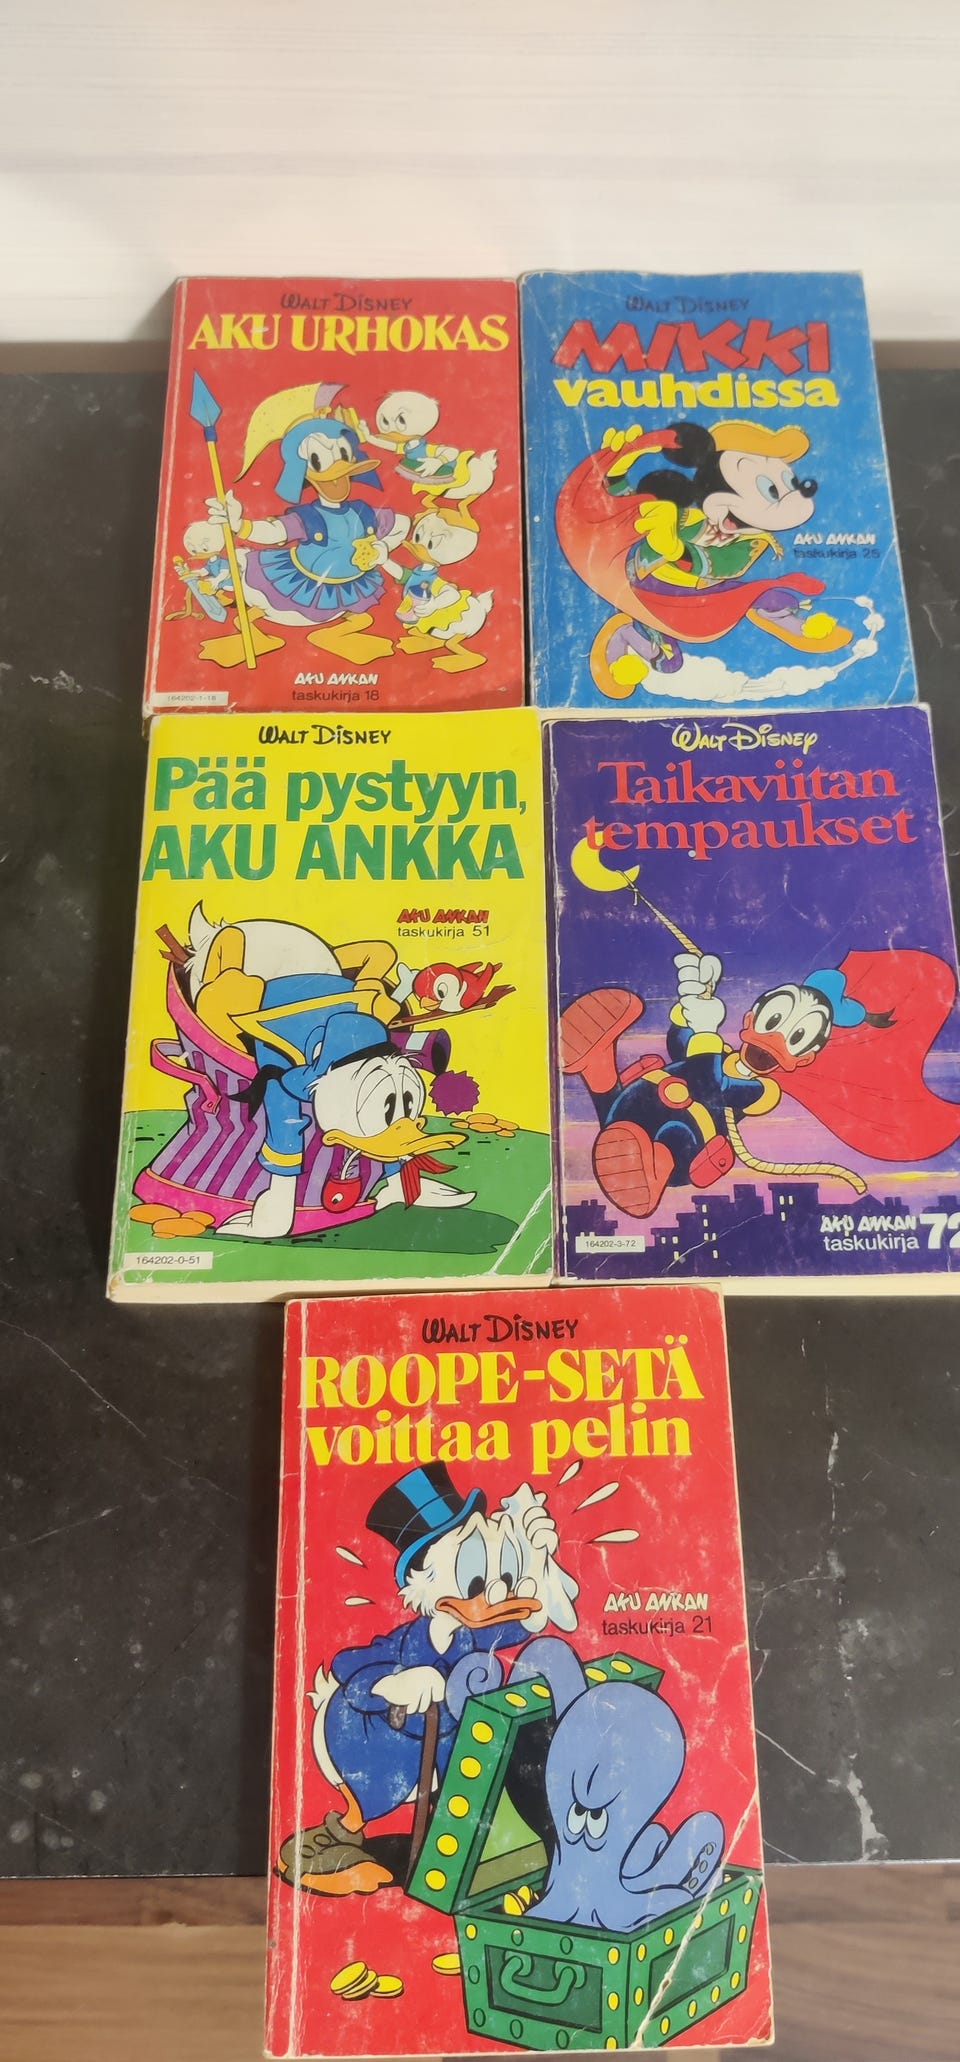 WALT DISNEY
AKU URHOKAS
AKU ANKAN
taskukirja 18
164202-1-18
WALT DISNEY
MIKKI
vauhdissa
AKU ANKAN
taskukirja 25
WALT DISNEY
Pää pystyyn,
AKU ANKKA
AKU ANKAN
taskukirja 51
164202-0-51
WALT DISNEY
Taikaviitan
tempaukset
AKU ANKAN
taskukirja 72
164202-3-72
WALT DISNEY
ROOPE-SETÄ
voittaa pelin
AKU ANKAN
taskukirja 21